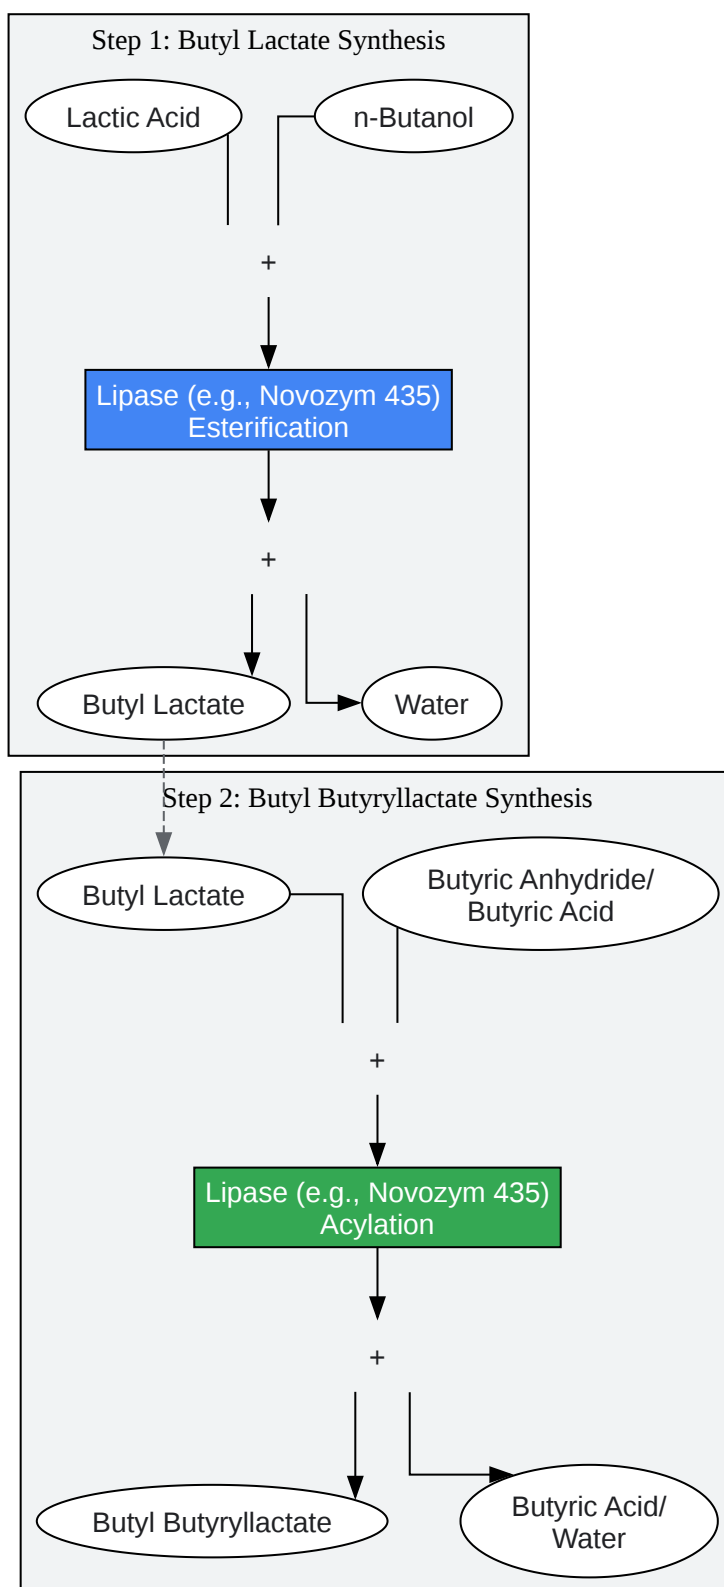 Step 1: Butyl Lactate Synthesis
Lactic Acid
n-Butanol
+
Lipase (e.g., Novozym 435)
Esterification
+
Butyl Lactate
Water
Step 2: Butyl Butyryllactate Synthesis
Butyl Lactate
Butyric Anhydride/
Butyric Acid
+
Lipase (e.g., Novozym 435)
Acylation
+
Butyl Butyryllactate
Butyric Acid/
Water